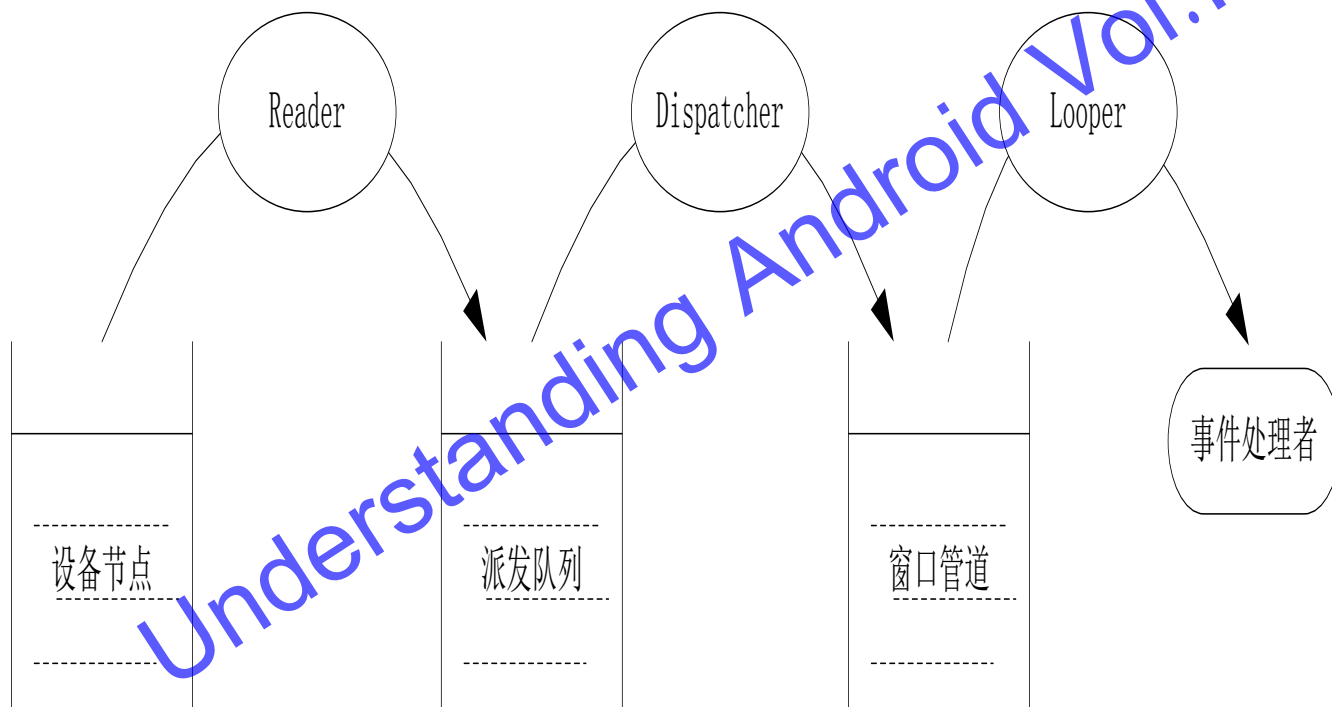 Reader
Dispatcher
Looper
事件处理者
设备节点
派发队列
窗口管道
Understanding Android Vol.